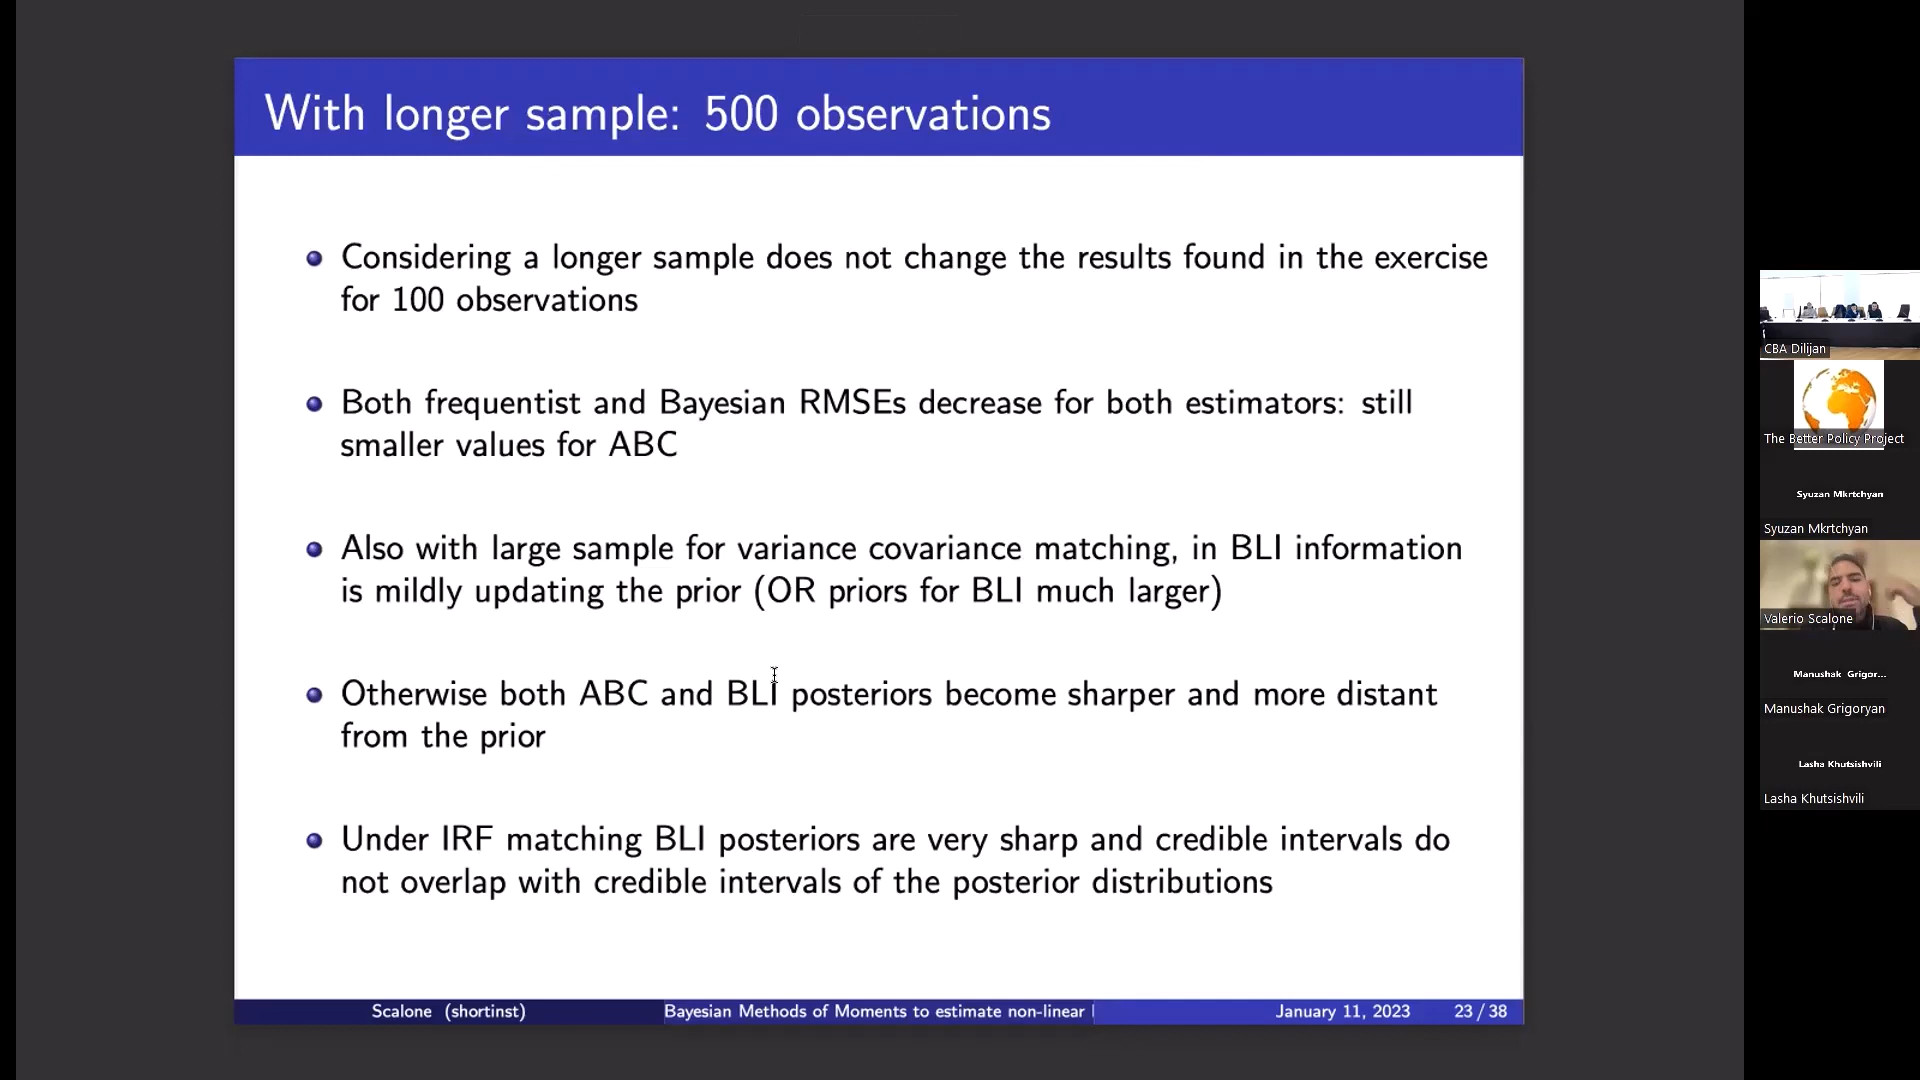 With longer sample: 500 observations
Considering a longer sample does not change the results found in the exercise
for 100 observations
Both frequentist and Bayesian RMSEs decrease for both estimators: still
smaller values for ABC
Also with large sample for variance covariance matching, in BLI information
is mildly updating the prior (OR priors for BLI much larger)
Otherwise both ABC and BLI posteriors become sharper and more distant
from the prior
Under IRF matching BLI posteriors are very sharp and credible intervals do
not overlap with credible intervals of the posterior distributions
Scalone (shortinst)
Bayesian Methods of Moments to estimate non-linear
January 11, 2023
23 / 38
CBA Dilijan
The Better Policy Project
Syuzan Mkrtchyan
Syuzan Mkrtchyan
Valerio Scalone
Manushak Grigor...
Manushak Grigoryan
Lasha Khutsishvili
Lasha Khutsishvili